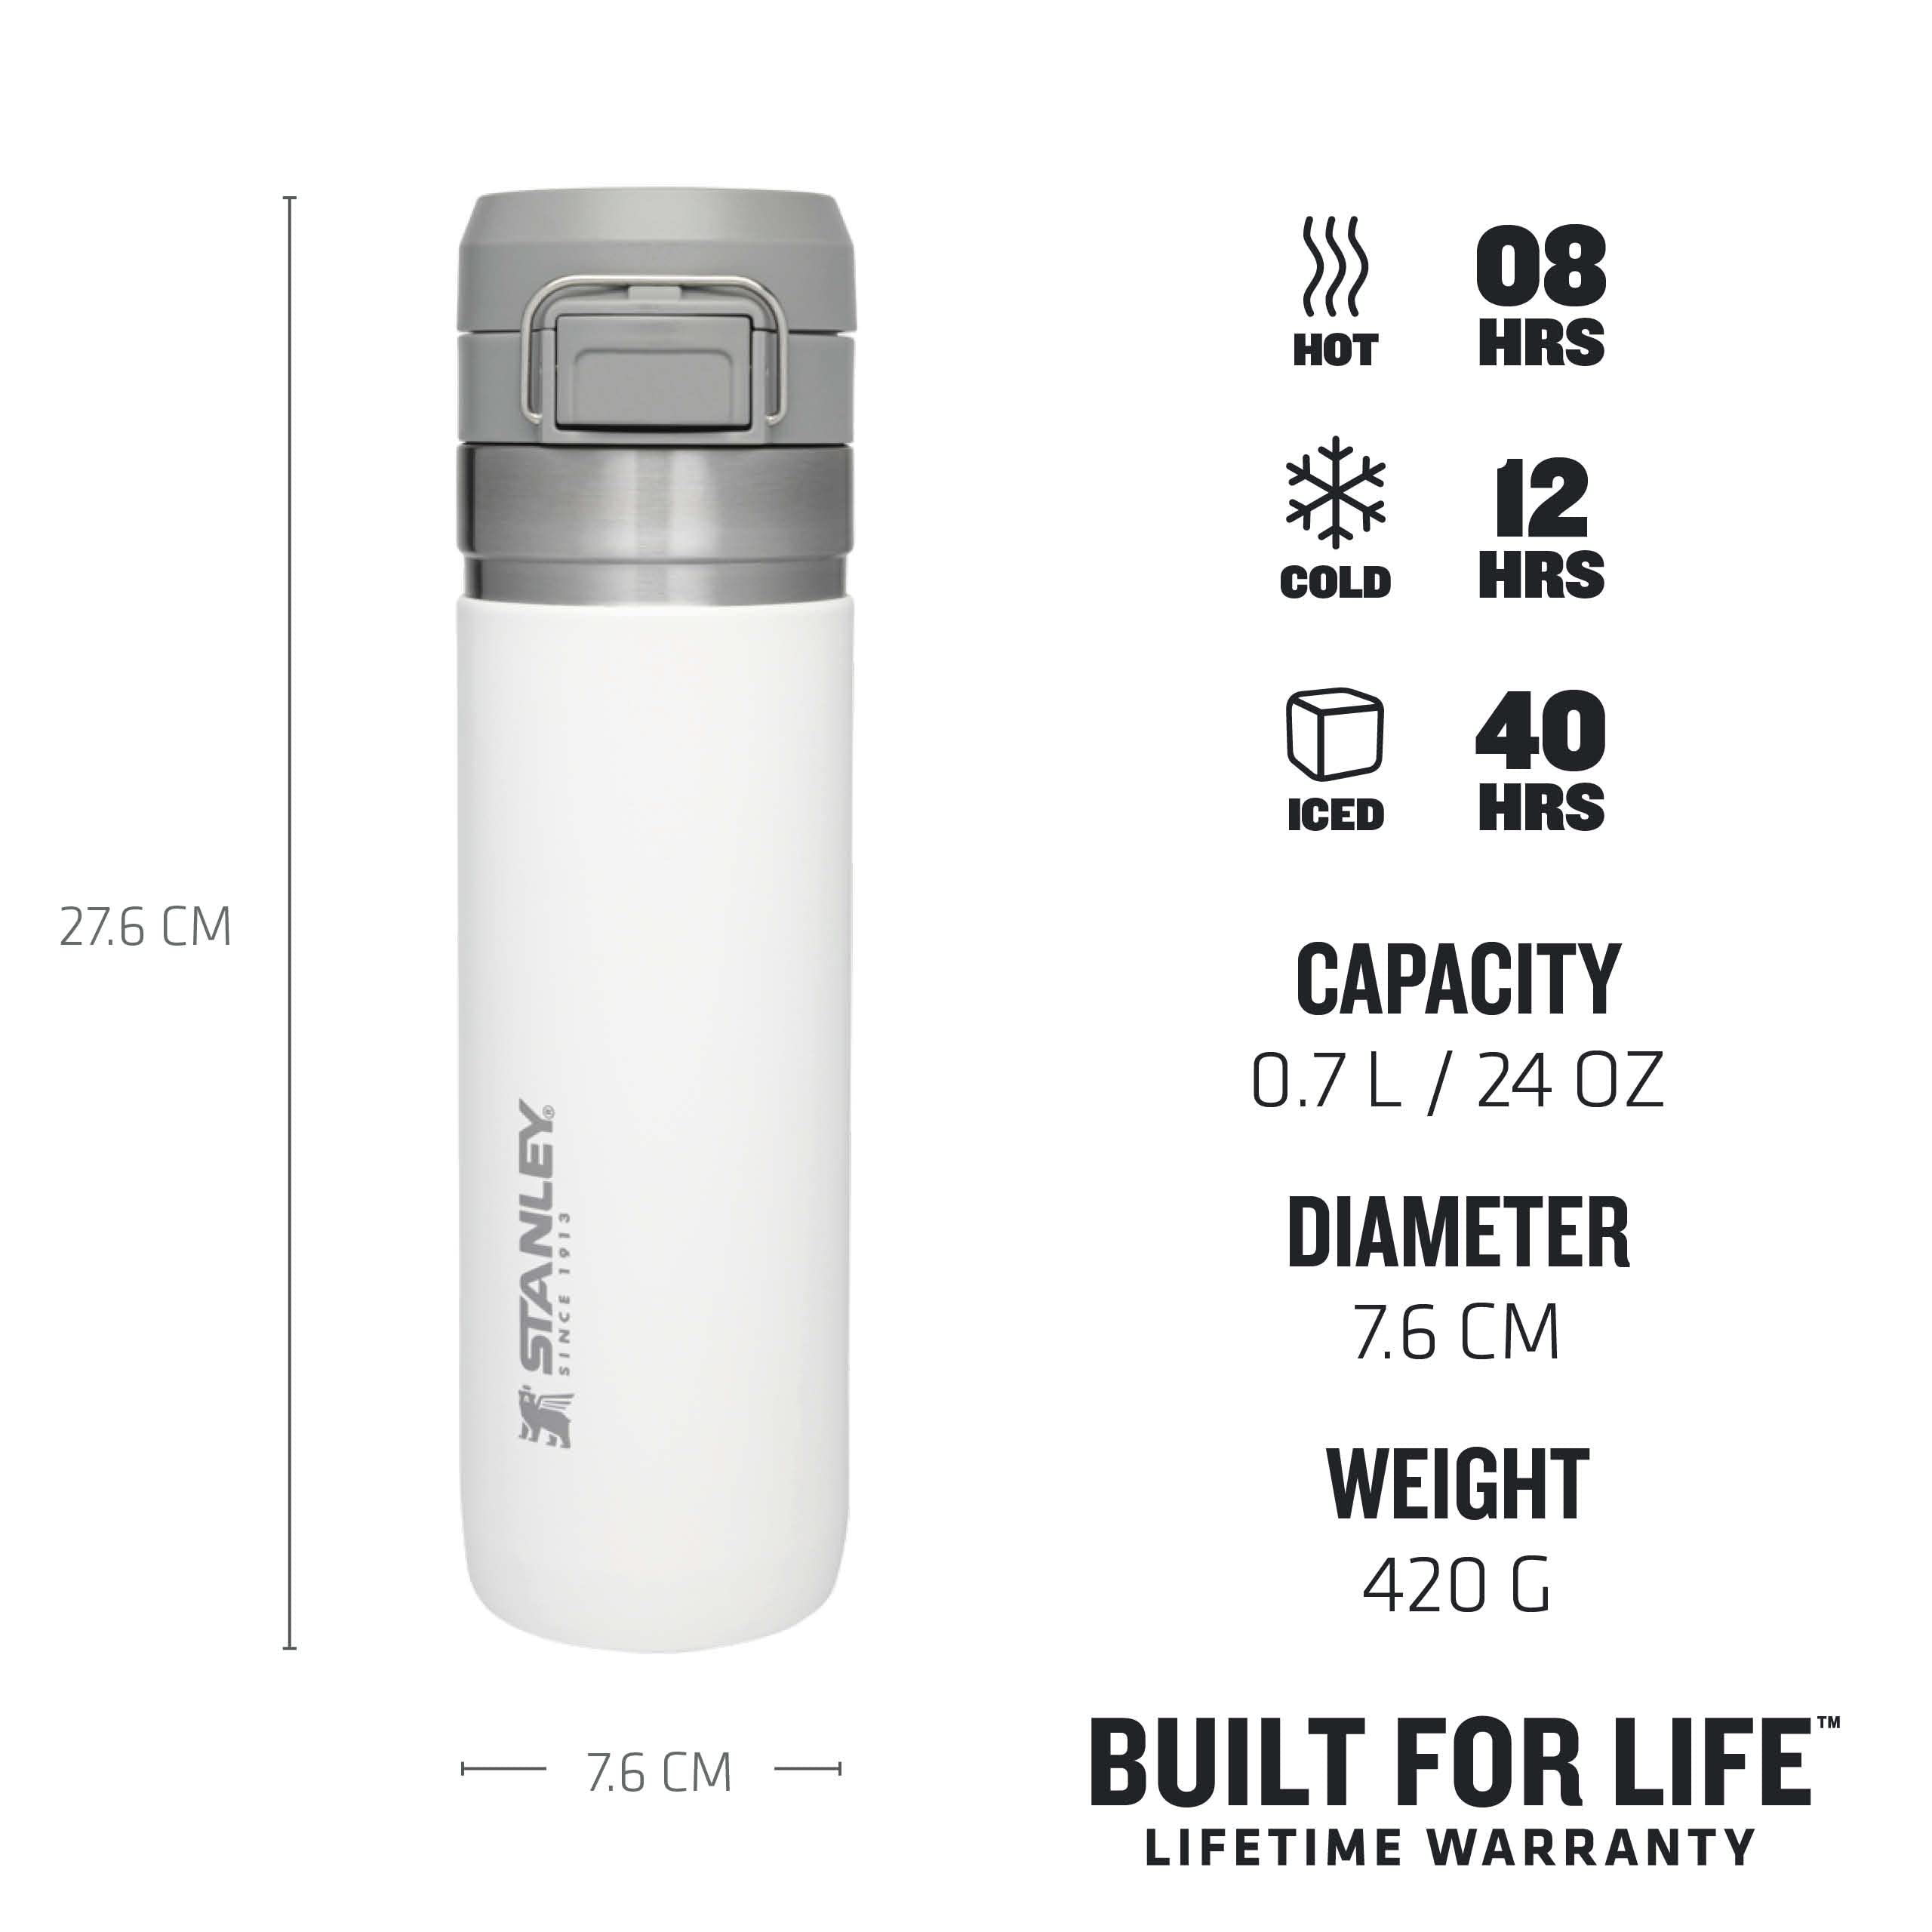 08
HRS
HOT
12
HRS
COLD
40
HRS
ICED
27.6 CM
CAPACITY
0.7 L / 24 OZ
DIAMETER
7.6 CM
WEIGHT
420 G
STANLEY®
SINCE 1913
7.6 CM
BUILT FOR LIFE™
LIFETIME WARRANTY